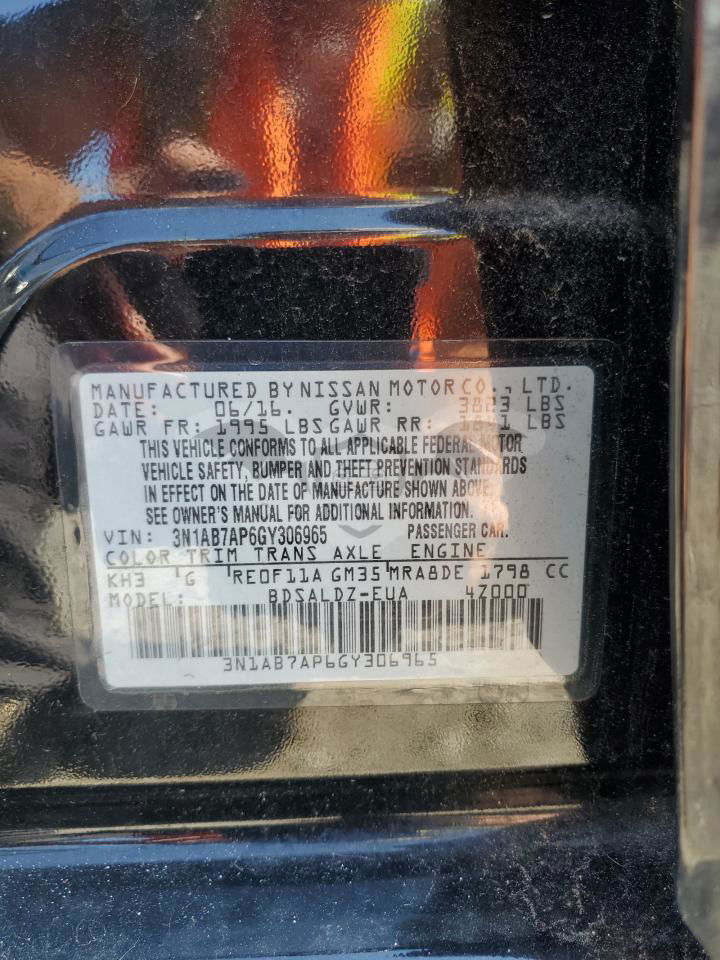 MANUFACTURED BY NISSAN MOTOR CO., LTD.
DATE: 06/16. GVWR: 3823 LBS
GAWR FR: 1995 LBS GAWR RR: LBS
THIS VEHICLE CONFORMS TO ALL APPLICABLE FEDERAL MOTOR
VEHICLE SAFETY, BUMPER AND THEFT PREVENTION STANDARDS
IN EFFECT ON THE DATE OF MANUFACTURE SHOWN ABOVE.
SEE OWNER'S MANUAL FOR ADDITIONAL INFORMATION.
VIN: 3N1AB7AP6GY306965 PASSENGER CAR.
COLOR TRIM TRANS AXLE ENGINE
KH3 G RE0F11A GM35 MRA8DE 1798 CC
MODEL: BDSALDZ-EUA 4Z000
3N1AB7AP6GY306965